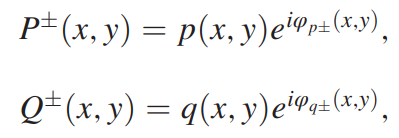 P^±(x, y) = p(x, y)e^{iφ_{p±}(x,y)},
Q^±(x, y) = q(x, y)e^{iφ_{q±}(x,y)},